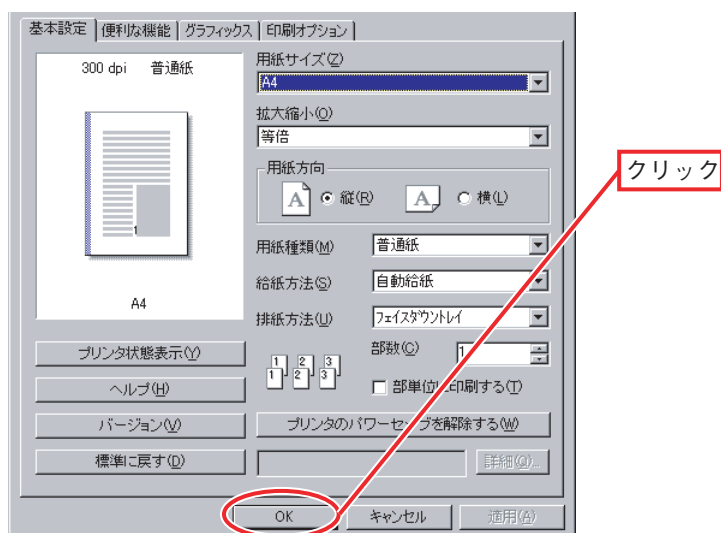 基本設定 便利な機能 グラフィックス 印刷オプション
300 dpi 普通紙
A4
用紙サイズ(Z)
A4
拡大縮小(O)
等倍
用紙方向
A 縦(R) A 横(L)
クリック
用紙種類(M) 普通紙
給紙方法(S) 自動給紙
排紙方法(U) フェイスダウントレイ
部数(C) 1
1 1 2 2 3 3
部単位に印刷する(T)
プリンタ状態表示(Y)
ヘルプ(H)
バージョン(V)
標準に戻す(D)
プリンタのパワーセーブを解除する(W)
詳細(Q)...
OK キャンセル 適用(A)